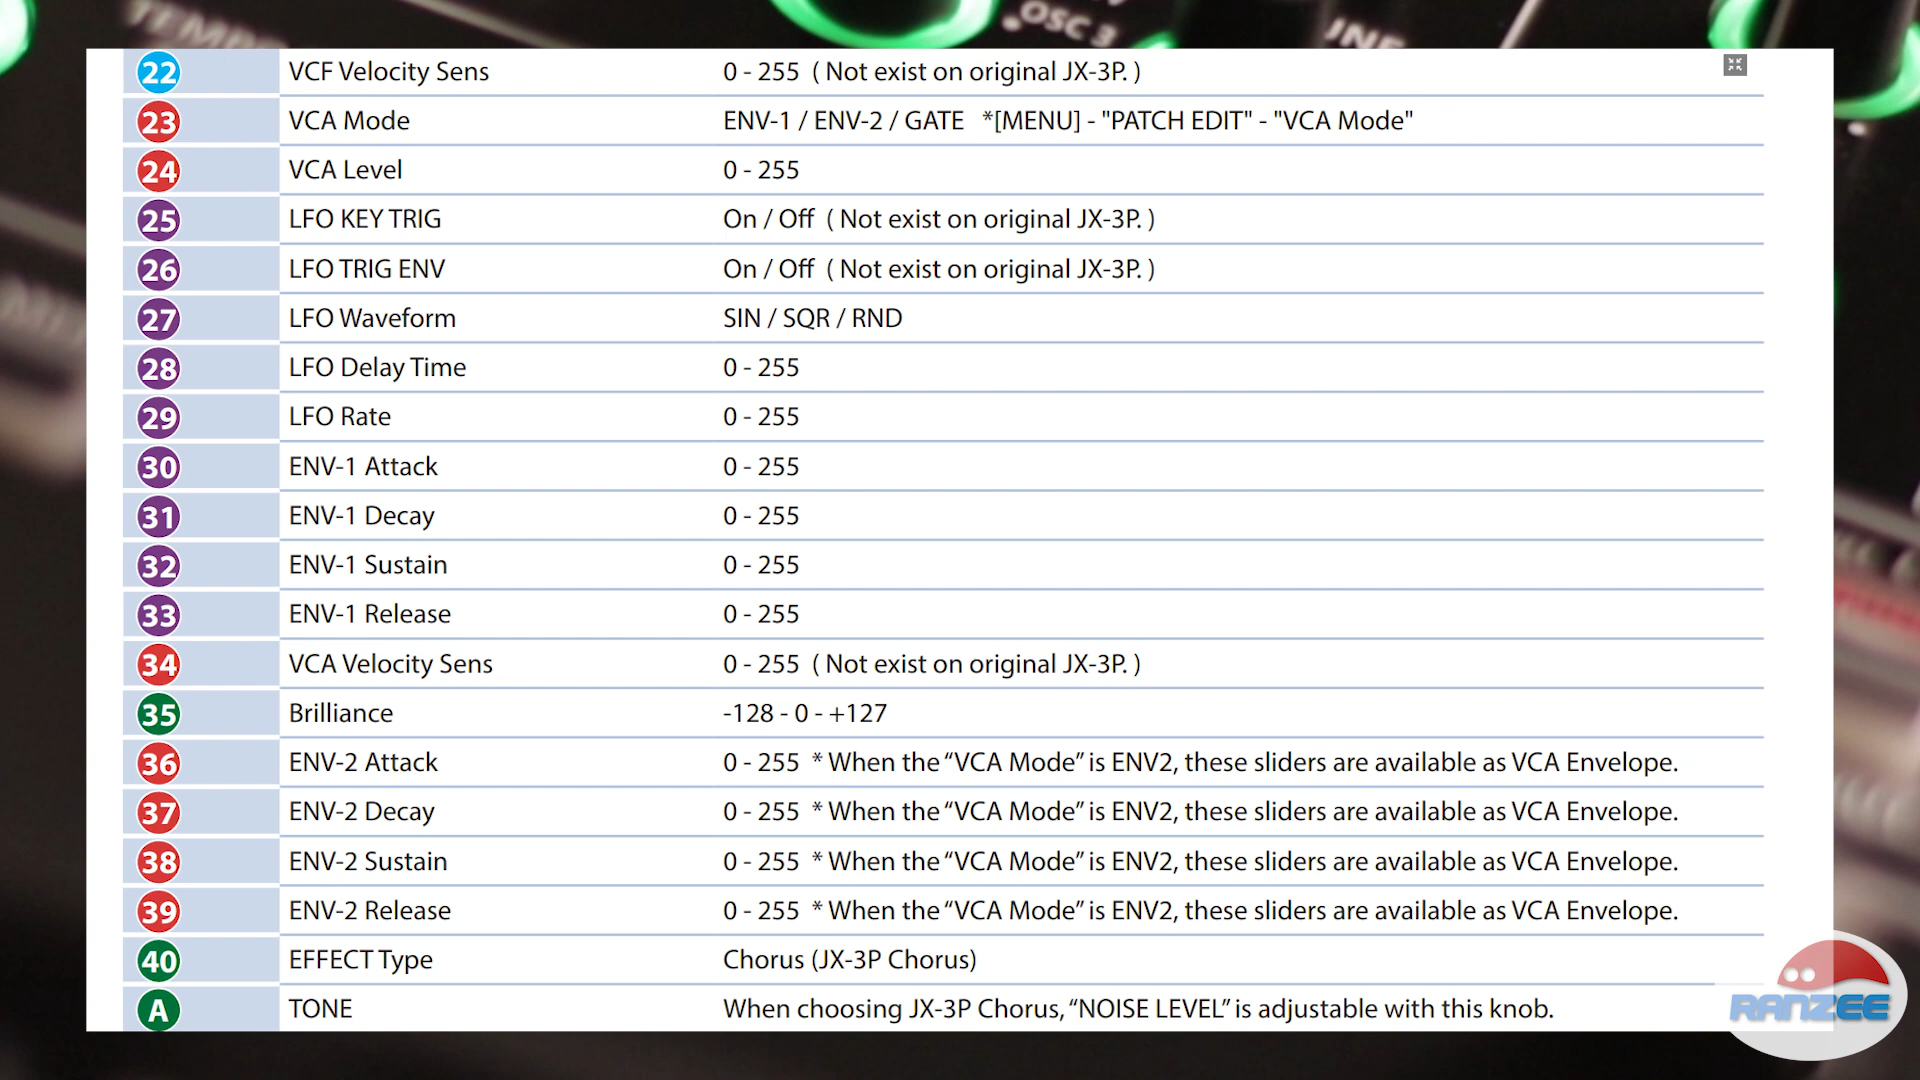 TEMPO
OSC 3
22 VCF Velocity Sens 0 - 255 ( Not exist on original JX-3P. )
23 VCA Mode ENV-1 / ENV-2 / GATE *[MENU] - "PATCH EDIT" - "VCA Mode"
24 VCA Level 0 - 255
25 LFO KEY TRIG On / Off ( Not exist on original JX-3P. )
26 LFO TRIG ENV On / Off ( Not exist on original JX-3P. )
27 LFO Waveform SIN / SQR / RND
28 LFO Delay Time 0 - 255
29 LFO Rate 0 - 255
30 ENV-1 Attack 0 - 255
31 ENV-1 Decay 0 - 255
32 ENV-1 Sustain 0 - 255
33 ENV-1 Release 0 - 255
34 VCA Velocity Sens 0 - 255 ( Not exist on original JX-3P. )
35 Brilliance -128 - 0 - +127
36 ENV-2 Attack 0 - 255 * When the “VCA Mode” is ENV2, these sliders are available as VCA Envelope.
37 ENV-2 Decay 0 - 255 * When the “VCA Mode” is ENV2, these sliders are available as VCA Envelope.
38 ENV-2 Sustain 0 - 255 * When the “VCA Mode” is ENV2, these sliders are available as VCA Envelope.
39 ENV-2 Release 0 - 255 * When the “VCA Mode” is ENV2, these sliders are available as VCA Envelope.
40 EFFECT Type Chorus (JX-3P Chorus)
A TONE When choosing JX-3P Chorus, “NOISE LEVEL” is adjustable with this knob.
RANZEE